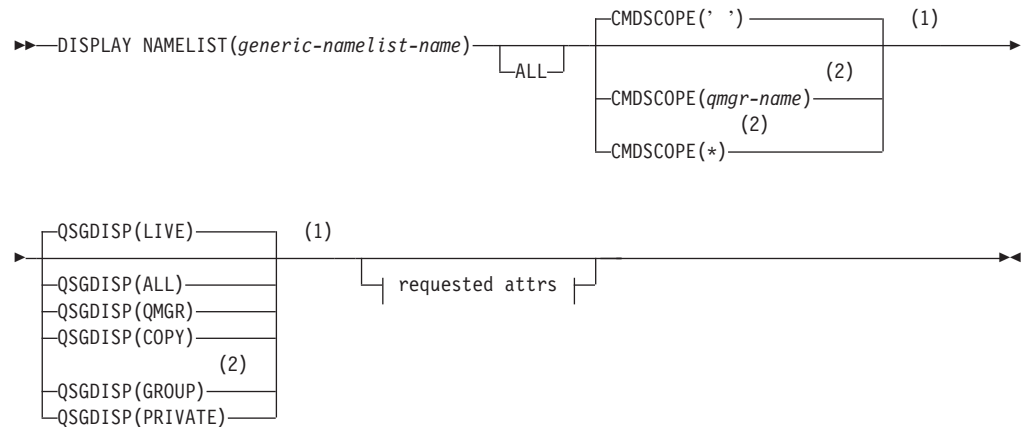 CMDSCOPE(’ ’) (1)
DISPLAY NAMELIST(generic-namelist-name)
ALL
(2)
CMDSCOPE(qmgr-name)
(2)
CMDSCOPE(*)
QSGDISP(LIVE) (1)
QSGDISP(ALL)
requested attrs
QSGDISP(QMGR)
QSGDISP(COPY)
(2)
QSGDISP(GROUP)
QSGDISP(PRIVATE)